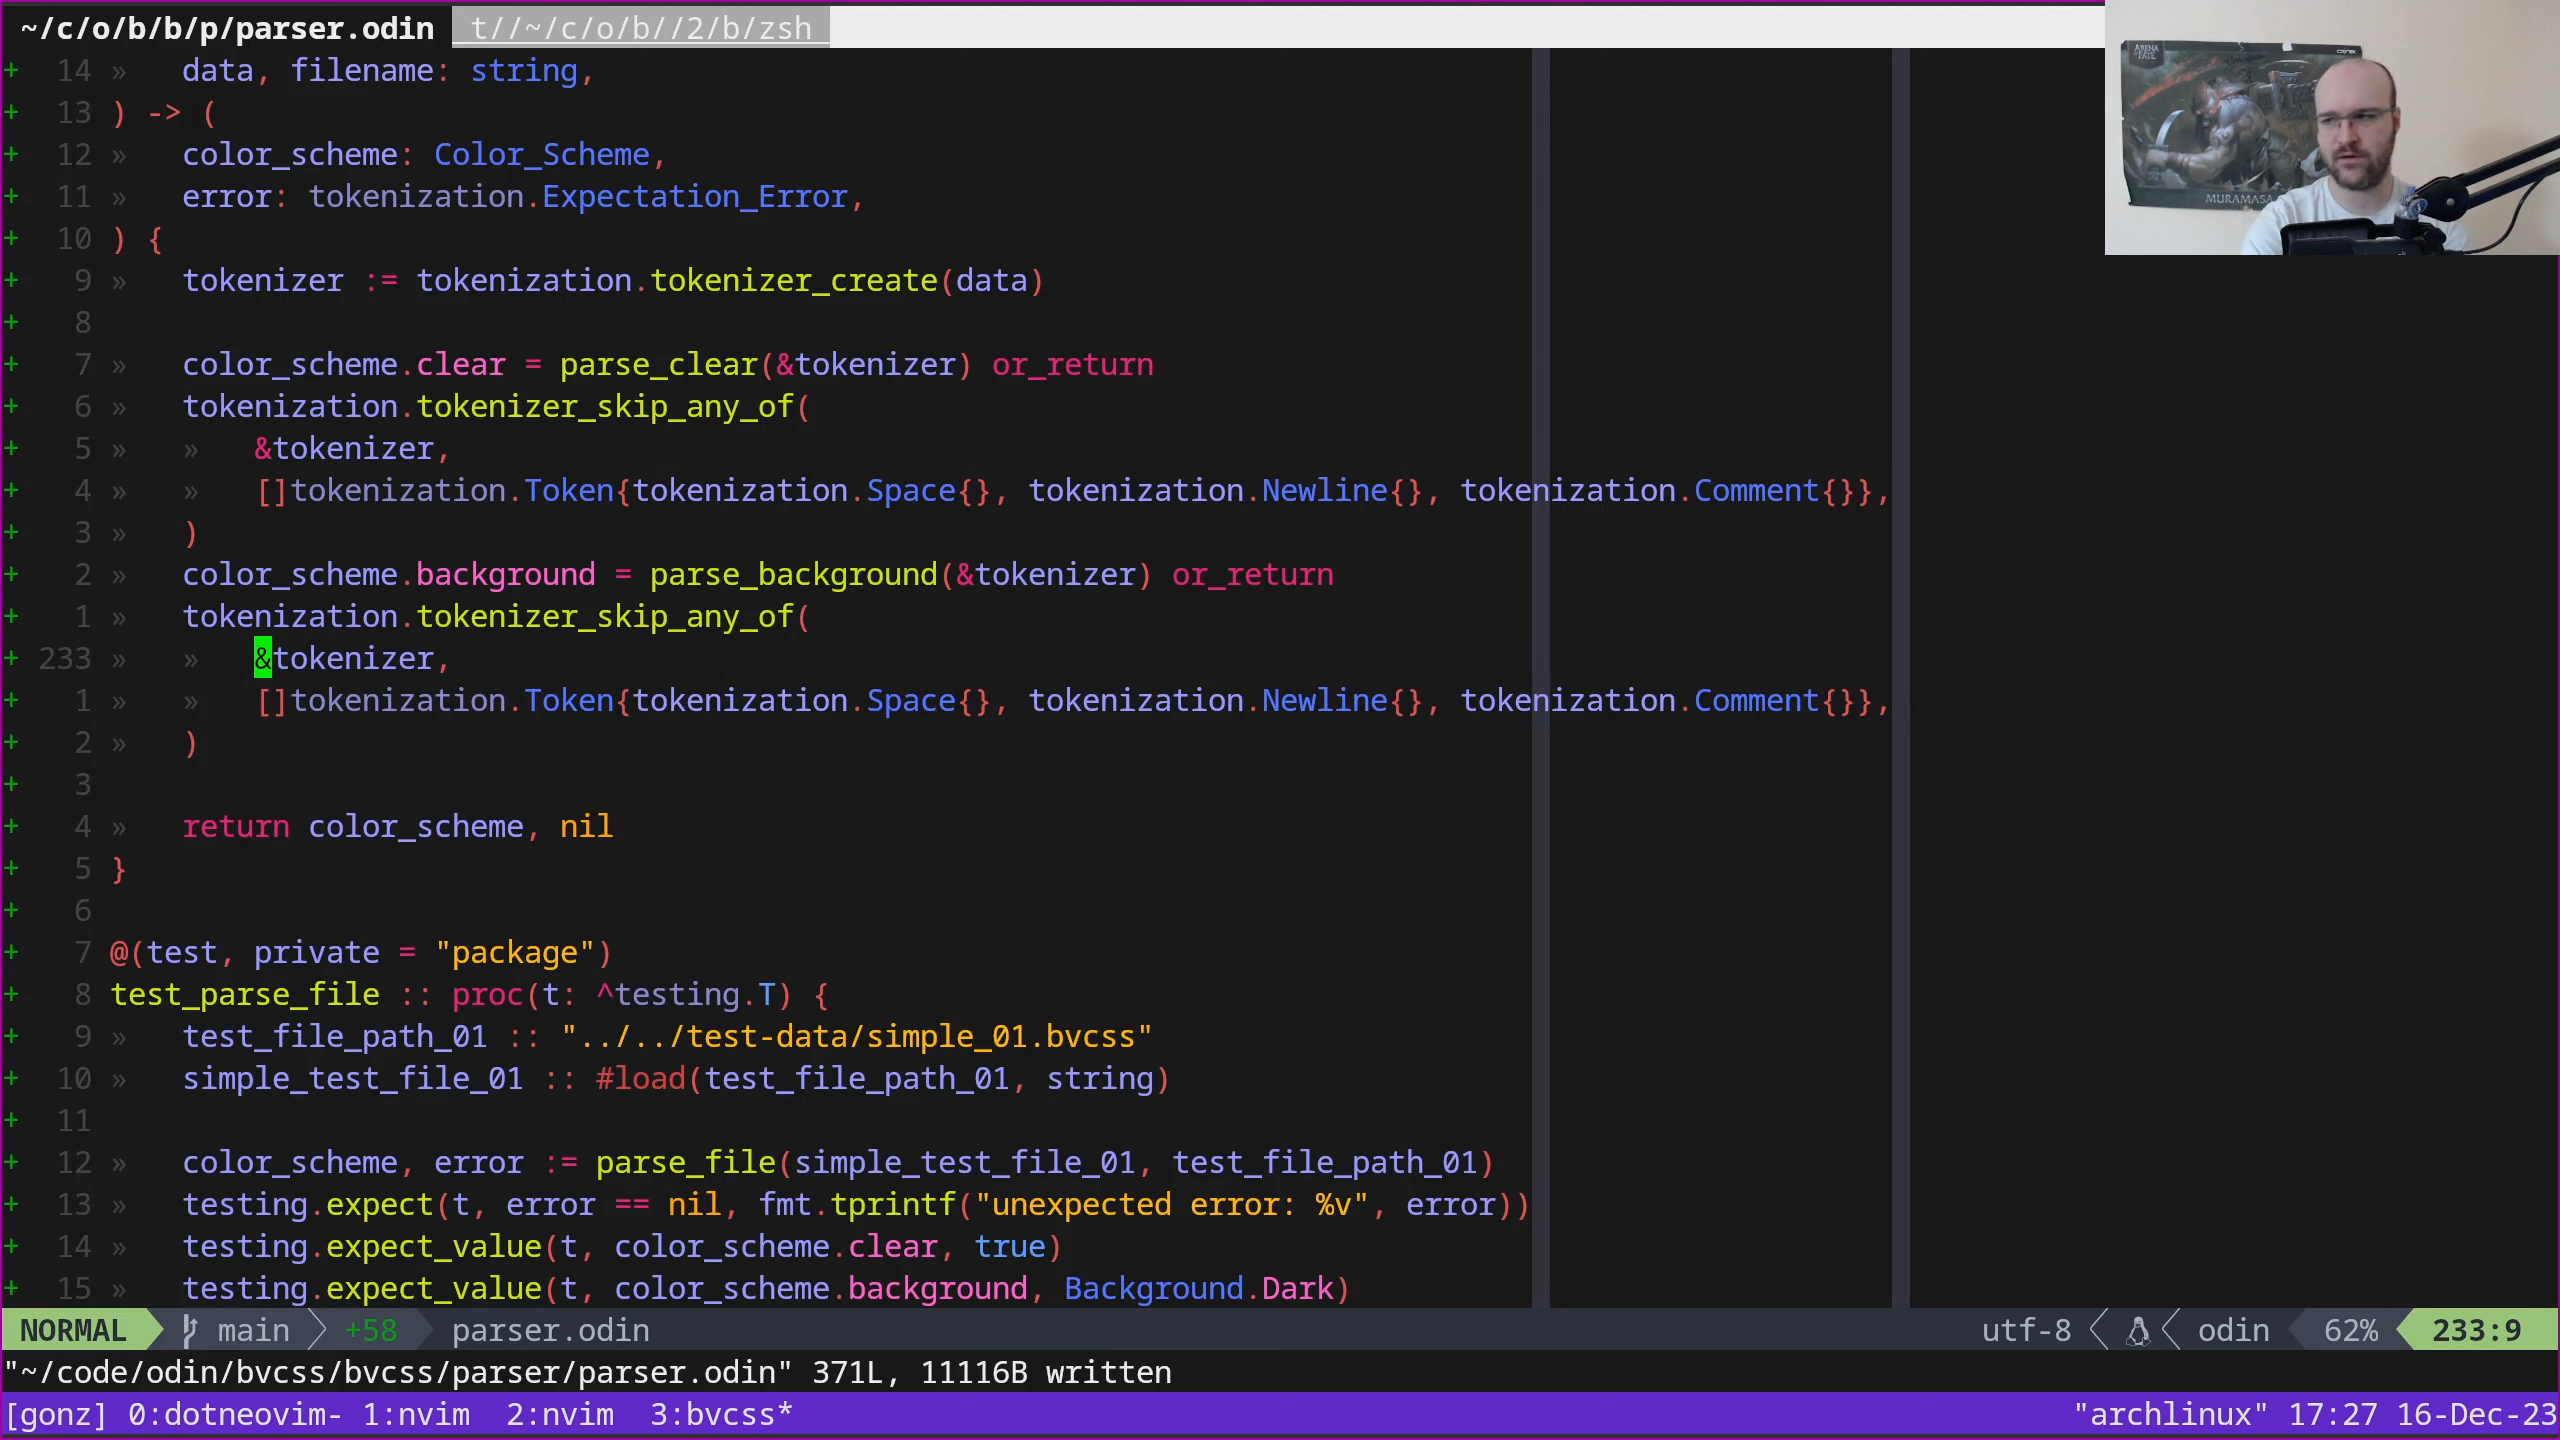 ~/c/o/b/b/p/parser.odin t//~/c/o/b//2/b/zsh
+ 14 » data, filename: string,
+ 13 ) -> (
+ 12 » color_scheme: Color_Scheme,
+ 11 » error: tokenization.Expectation_Error,
+ 10 ) {
+ 9 » tokenizer := tokenization.tokenizer_create(data)
+ 8
+ 7 » color_scheme.clear = parse_clear(&tokenizer) or_return
+ 6 » tokenization.tokenizer_skip_any_of(
+ 5 » » &tokenizer,
+ 4 » » []tokenization.Token{tokenization.Space{}, tokenization.Newline{}, tokenization.Comment{}},
+ 3 » )
+ 2 » color_scheme.background = parse_background(&tokenizer) or_return
+ 1 » tokenization.tokenizer_skip_any_of(
+ 233 » » &tokenizer,
+ 1 » » []tokenization.Token{tokenization.Space{}, tokenization.Newline{}, tokenization.Comment{}},
+ 2 » )
+ 3
+ 4 » return color_scheme, nil
+ 5 }
+ 6
+ 7 @(test, private = "package")
+ 8 test_parse_file :: proc(t: ^testing.T) {
+ 9 » test_file_path_01 :: "../../test-data/simple_01.bvcss"
+ 10 » simple_test_file_01 :: #load(test_file_path_01, string)
+ 11
+ 12 » color_scheme, error := parse_file(simple_test_file_01, test_file_path_01)
+ 13 » testing.expect(t, error == nil, fmt.tprintf("unexpected error: %v", error))
+ 14 » testing.expect_value(t, color_scheme.clear, true)
+ 15 » testing.expect_value(t, color_scheme.background, Background.Dark)
NORMAL main +58 parser.odin utf-8 odin 62% 233:9
"~/code/odin/bvcss/bvcss/parser/parser.odin" 371L, 11116B written
[gonz] 0:dotneovim- 1:nvim 2:nvim 3:bvcss* "archlinux" 17:27 16-Dec-23
ARENA
of FATE
CRYTEK
MURAMASA